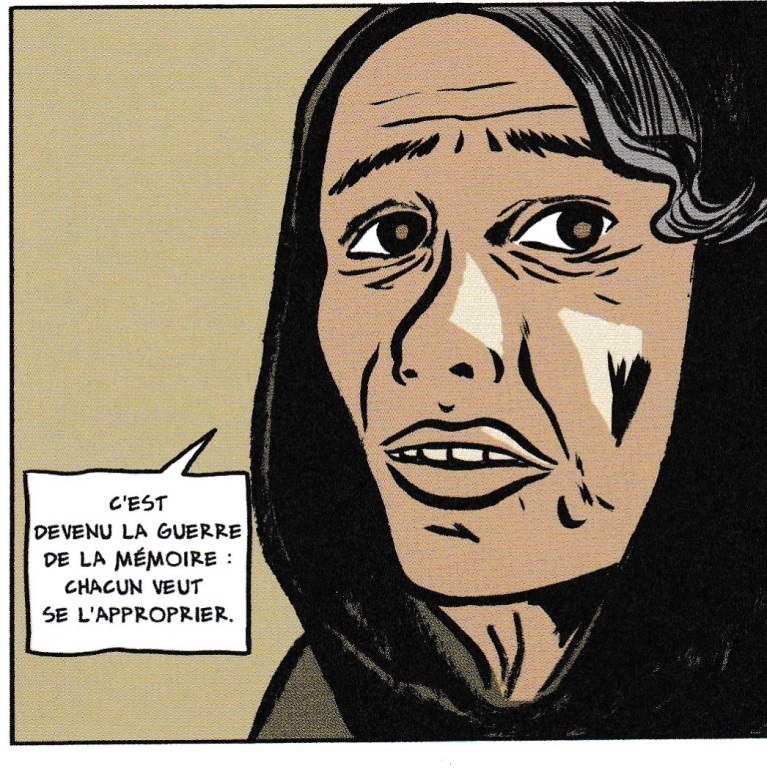 C'EST
DEVENU LA GUERRE
DE LA MÉMOIRE :
CHACUN VEUT
SE L'APPROPRIER.